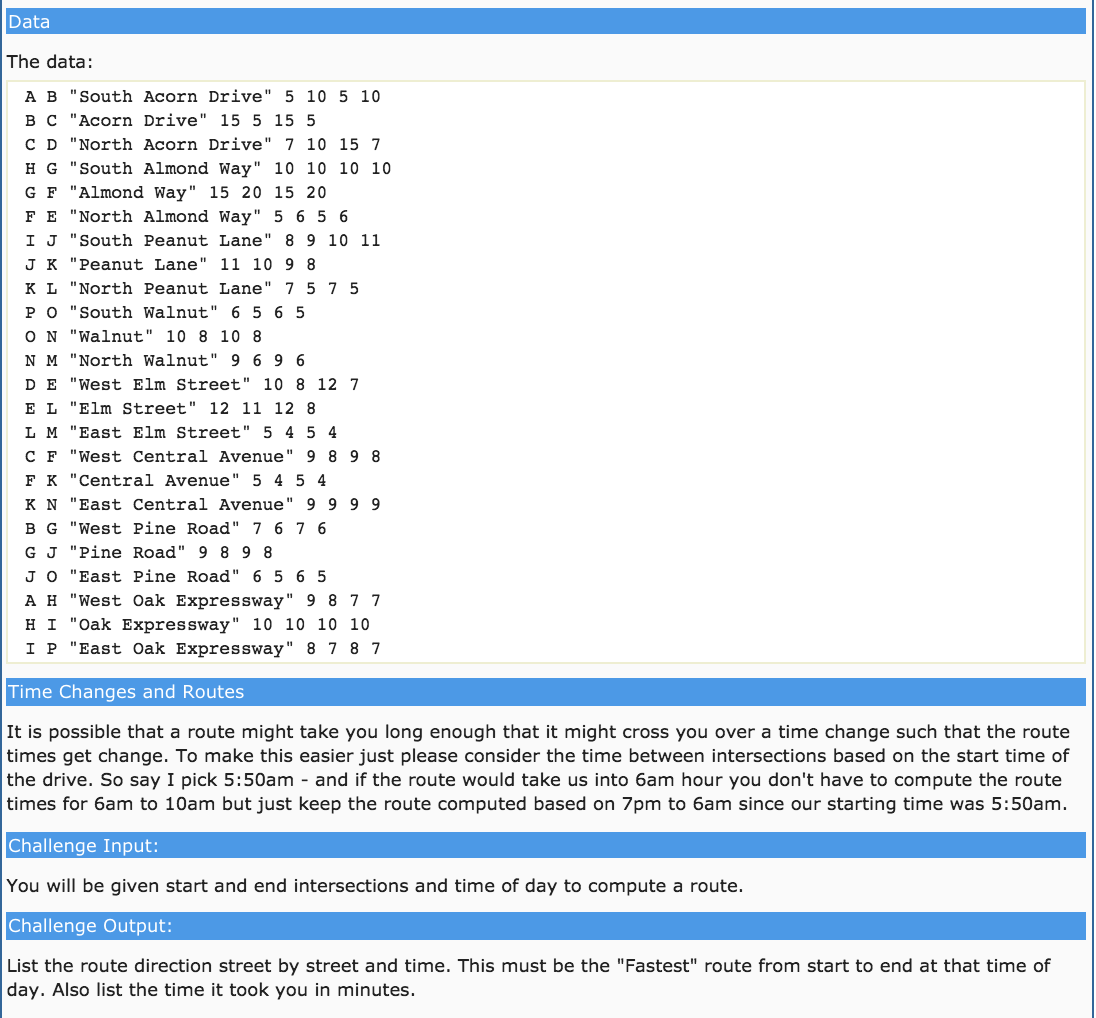 Data
The data:
A B "South Acorn Drive" 5 10 5 10
B C "Acorn Drive" 15 5 15 5
C D "North Acorn Drive" 7 10 15 7
H G "South Almond Way" 10 10 10 10
G F "Almond Way" 15 20 15 20
F E "North Almond Way" 5 6 5 6
I J "South Peanut Lane" 8 9 10 11
J K "Peanut Lane" 11 10 9 8
K L "North Peanut Lane" 7 5 7 5
P O "South Walnut" 6 5 6 5
O N "Walnut" 10 8 10 8
N M "North Walnut" 9 6 9 6
D E "West Elm Street" 10 8 12 7
E L "Elm Street" 12 11 12 8
L M "East Elm Street" 5 4 5 4
C F "West Central Avenue" 9 8 9 8
F K "Central Avenue" 5 4 5 4
K N "East Central Avenue" 9 9 9 9
B G "West Pine Road" 7 6 7 6
G J "Pine Road" 9 8 9 8
J O "East Pine Road" 6 5 6 5
A H "West Oak Expressway" 9 8 7 7
H I "Oak Expressway" 10 10 10 10
I P "East Oak Expressway" 8 7 8 7
Time Changes and Routes
It is possible that a route might take you long enough that it might cross you over a time change such that the route
times get change. To make this easier just please consider the time between intersections based on the start time of
the drive. So say I pick 5:50am - and if the route would take us into 6am hour you don't have to compute the route
times for 6am to 10am but just keep the route computed based on 7pm to 6am since our starting time was 5:50am.
Challenge Input:
You will be given start and end intersections and time of day to compute a route.
Challenge Output:
List the route direction street by street and time. This must be the "Fastest" route from start to end at that time of
day. Also list the time it took you in minutes.